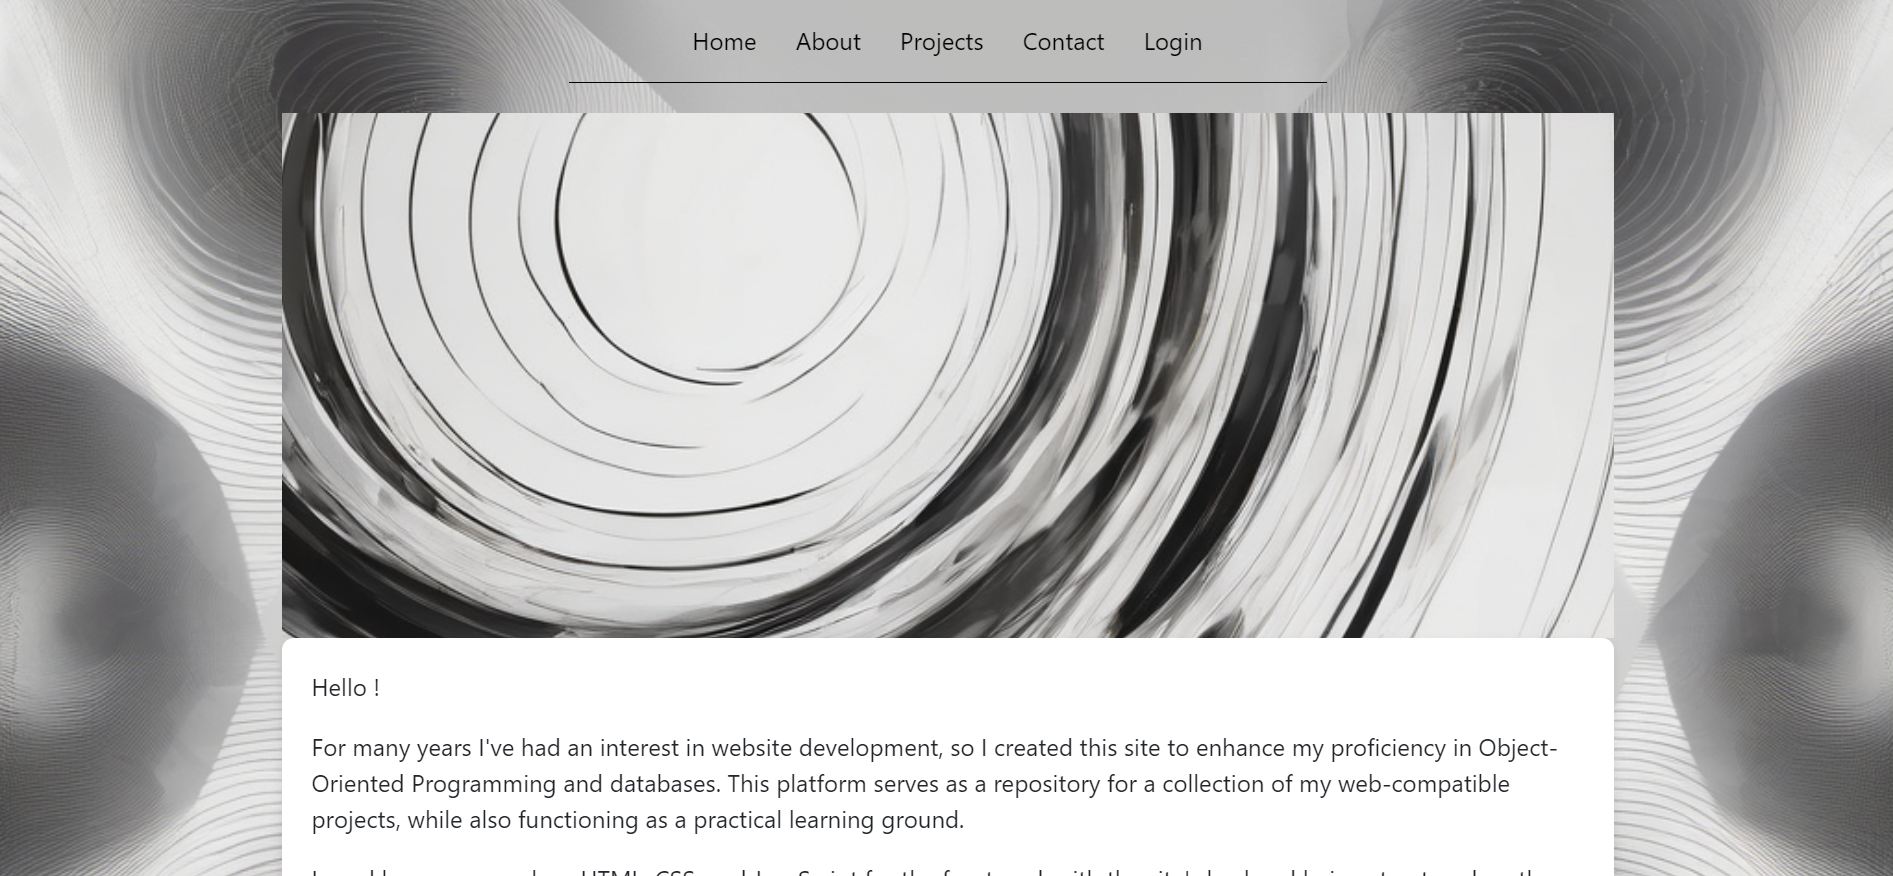 Home About Projects Contact Login
Hello !
For many years I've had an interest in website development, so I created this site to enhance my proficiency in Object-
Oriented Programming and databases. This platform serves as a repository for a collection of my web-compatible
projects, while also functioning as a practical learning ground.